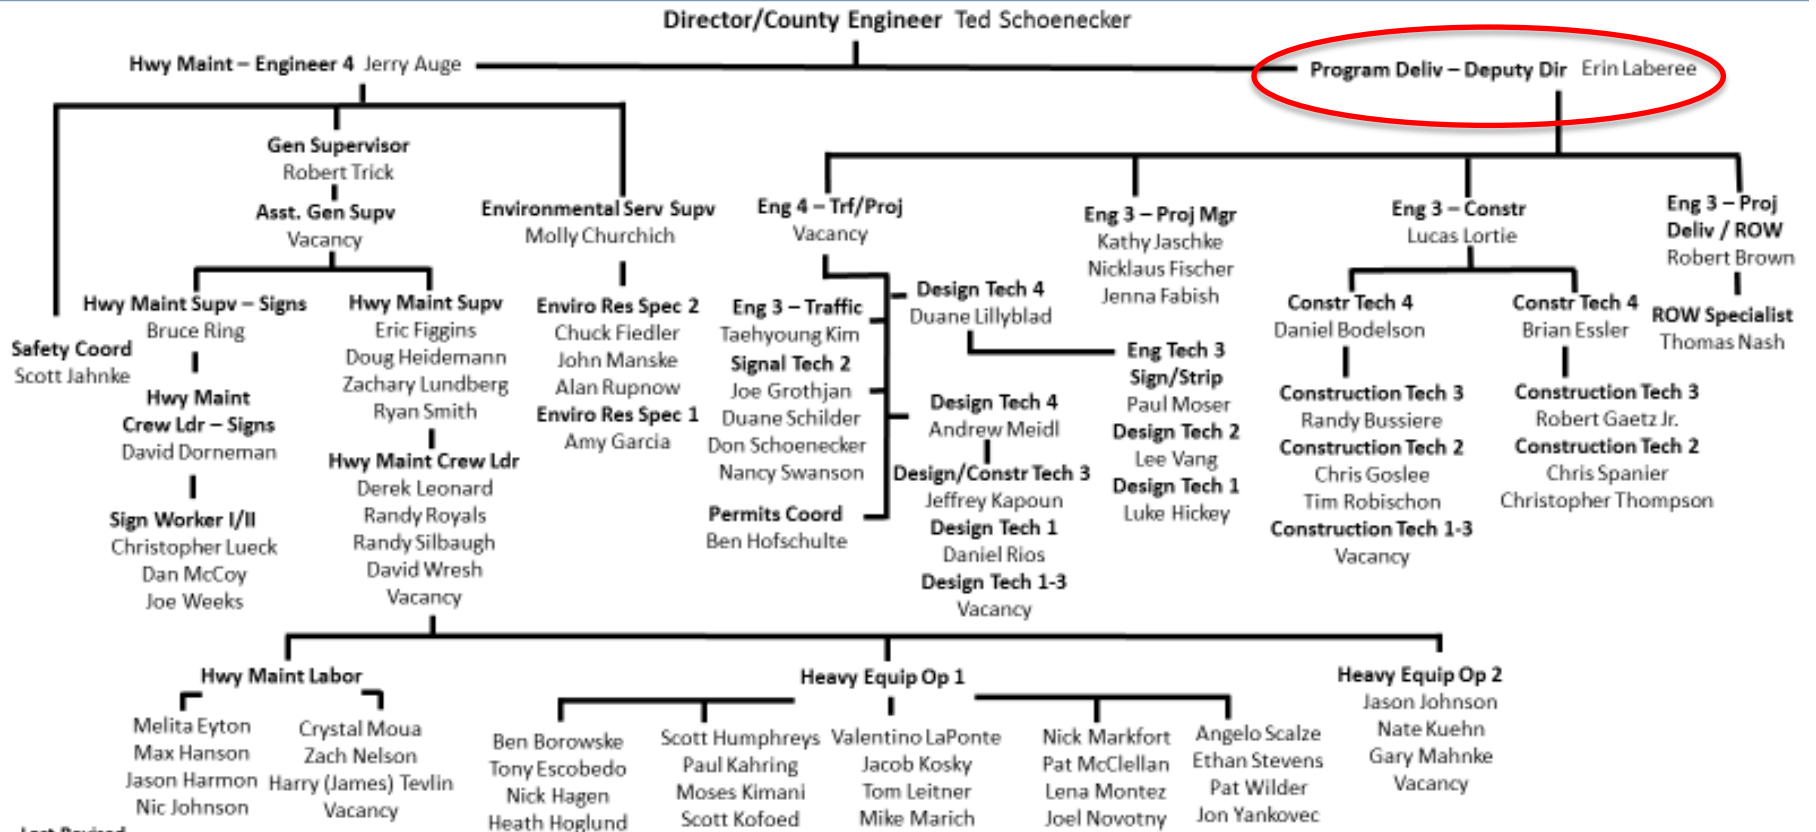 Director/County Engineer Ted Schoenecker
Hwy Maint – Engineer 4 Jerry Auge
Program Deliv – Deputy Dir Erin Laberee
Gen Supervisor
Robert Trick
Asst. Gen Supv
Vacancy
Environmental Serv Supv
Molly Churchich
Safety Coord
Scott Jahnke
Hwy Maint Supv – Signs
Bruce Ring
Hwy Maint
Crew Ldr – Signs
David Dorneman
Sign Worker I/II
Christopher Lueck
Dan McCoy
Joe Weeks
Hwy Maint Supv
Eric Figgins
Doug Heidemann
Zachary Lundberg
Ryan Smith
Hwy Maint Crew Ldr
Derek Leonard
Randy Royals
Randy Silbaugh
David Wresh
Vacancy
Enviro Res Spec 2
Chuck Fiedler
John Manske
Alan Rupnow
Enviro Res Spec 1
Amy Garcia
Eng 4 – Trf/Proj
Vacancy
Eng 3 – Traffic
Taehyoung Kim
Signal Tech 2
Joe Grothjan
Duane Schilder
Don Schoenecker
Nancy Swanson
Permits Coord
Ben Hofschulte
Design Tech 4
Duane Lillyblad
Eng Tech 3
Sign/Strip
Paul Moser
Design Tech 2
Lee Vang
Design Tech 1
Luke Hickey
Design Tech 4
Andrew Meidl
Design/Constr Tech 3
Jeffrey Kapoun
Design Tech 1
Daniel Rios
Design Tech 1-3
Vacancy
Eng 3 – Proj Mgr
Kathy Jaschke
Nicklaus Fischer
Jenna Fabish
Eng 3 – Constr
Lucas Lortie
Constr Tech 4
Daniel Bodelson
Construction Tech 3
Randy Bussiere
Construction Tech 2
Chris Goslee
Tim Robischon
Construction Tech 1-3
Vacancy
Constr Tech 4
Brian Essler
Construction Tech 3
Robert Gaetz Jr.
Construction Tech 2
Chris Spanier
Christopher Thompson
Eng 3 – Proj
Deliv / ROW
Robert Brown
ROW Specialist
Thomas Nash
Hwy Maint Labor
Melita Eyton
Max Hanson
Jason Harmon
Nic Johnson
Crystal Moua
Zach Nelson
Harry (James) Tevlin
Vacancy
Heavy Equip Op 1
Ben Borowske
Tony Escobedo
Nick Hagen
Heath Hoglund
Scott Humphreys
Paul Kahring
Moses Kimani
Scott Kofoed
Valentino LaPonte
Jacob Kosky
Tom Leitner
Mike Marich
Nick Markfort
Pat McClellan
Lena Montez
Joel Novotny
Angelo Scalze
Ethan Stevens
Pat Wilder
Jon Yankovec
Heavy Equip Op 2
Jason Johnson
Nate Kuehn
Gary Mahnke
Vacancy